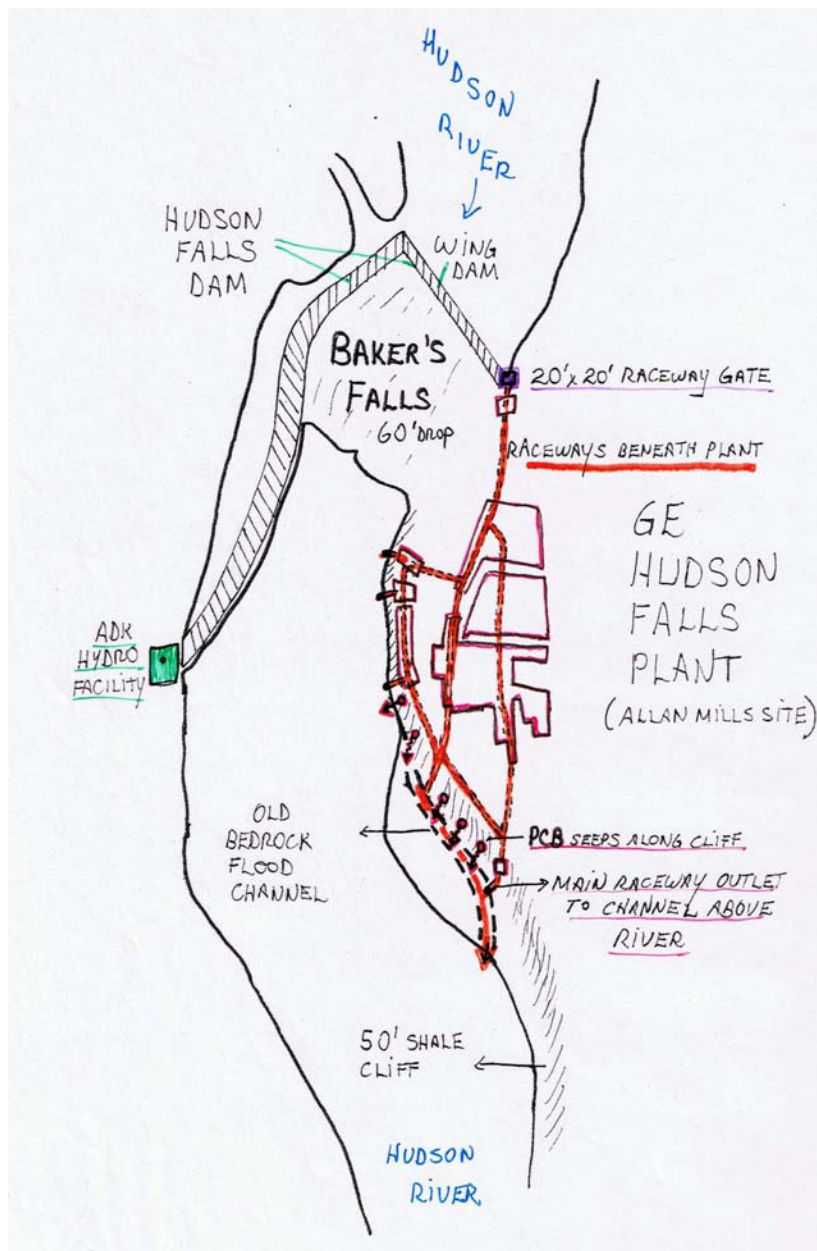 HUDSON
RIVER
HUDSON
FALLS
DAM
WING
DAM
BAKER'S
FALLS
60' DROP
20' x 20' RACEWAY GATE
RACEWAYS BENEATH PLANT
GE
HUDSON
FALLS
PLANT
(ALLAN MILLS SITE)
ADK
HYDRO
FACILITY
OLD
BEDROCK
FLOOD
CHANNEL
PCB SEEPS ALONG CLIFF
MAIN RACEWAY OUTLET
TO CHANNEL ABOVE
RIVER
50' SHALE
CLIFF
HUDSON
RIVER